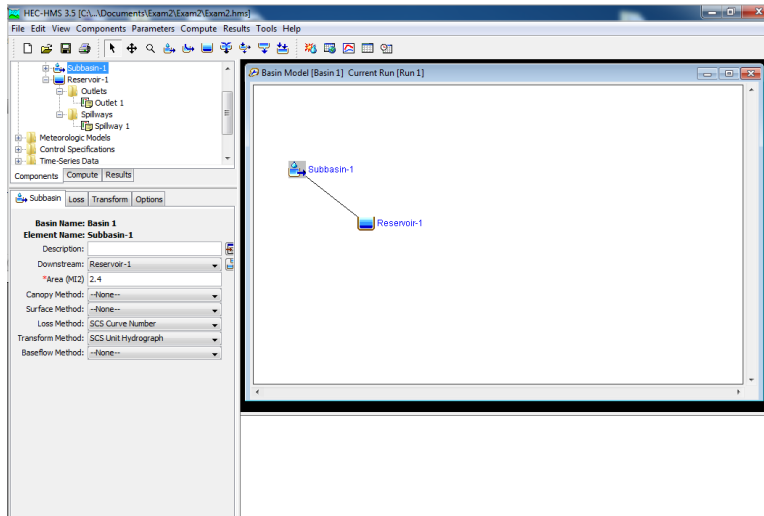 HEC-HMS 3.5 [C:\...\Documents\Exam2\Exam2\Exam2.hms]
File Edit View Components Parameters Compute Results Tools Help
Subbasin-1
Reservoir-1
Outlets
Outlet 1
Spillways
Spillway 1
Meteorologic Models
Control Specifications
Time-Series Data
Components Compute Results
Subbasin Loss Transform Options
Basin Name: Basin 1
Element Name: Subbasin-1
Description:
Downstream: Reservoir-1
*Area (MI2) 2.4
Canopy Method: --None--
Surface Method: --None--
Loss Method: SCS Curve Number
Transform Method: SCS Unit Hydrograph
Baseflow Method: --None--
Basin Model [Basin 1] Current Run [Run 1]
Subbasin-1
Reservoir-1